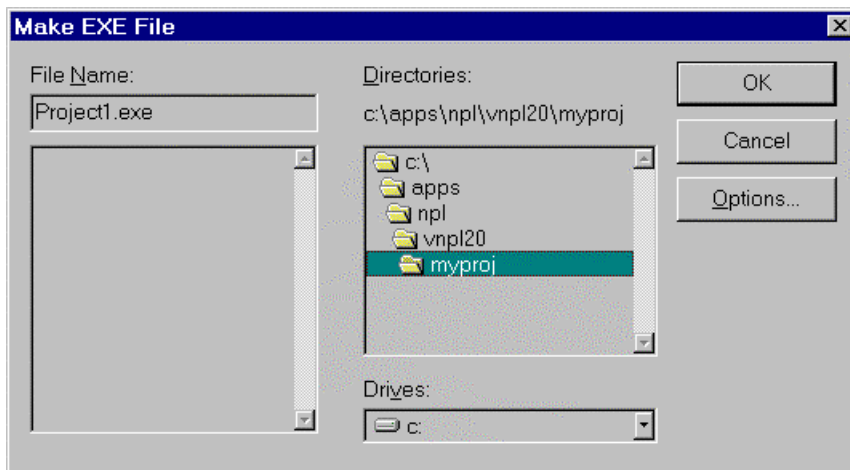 Make EXE File
File Name:
Project1.exe
Directories:
c:\apps\npl\vnpl20\myproj
c:\
apps
npl
vnpl20
myproj
Drives:
c:
OK
Cancel
Options...